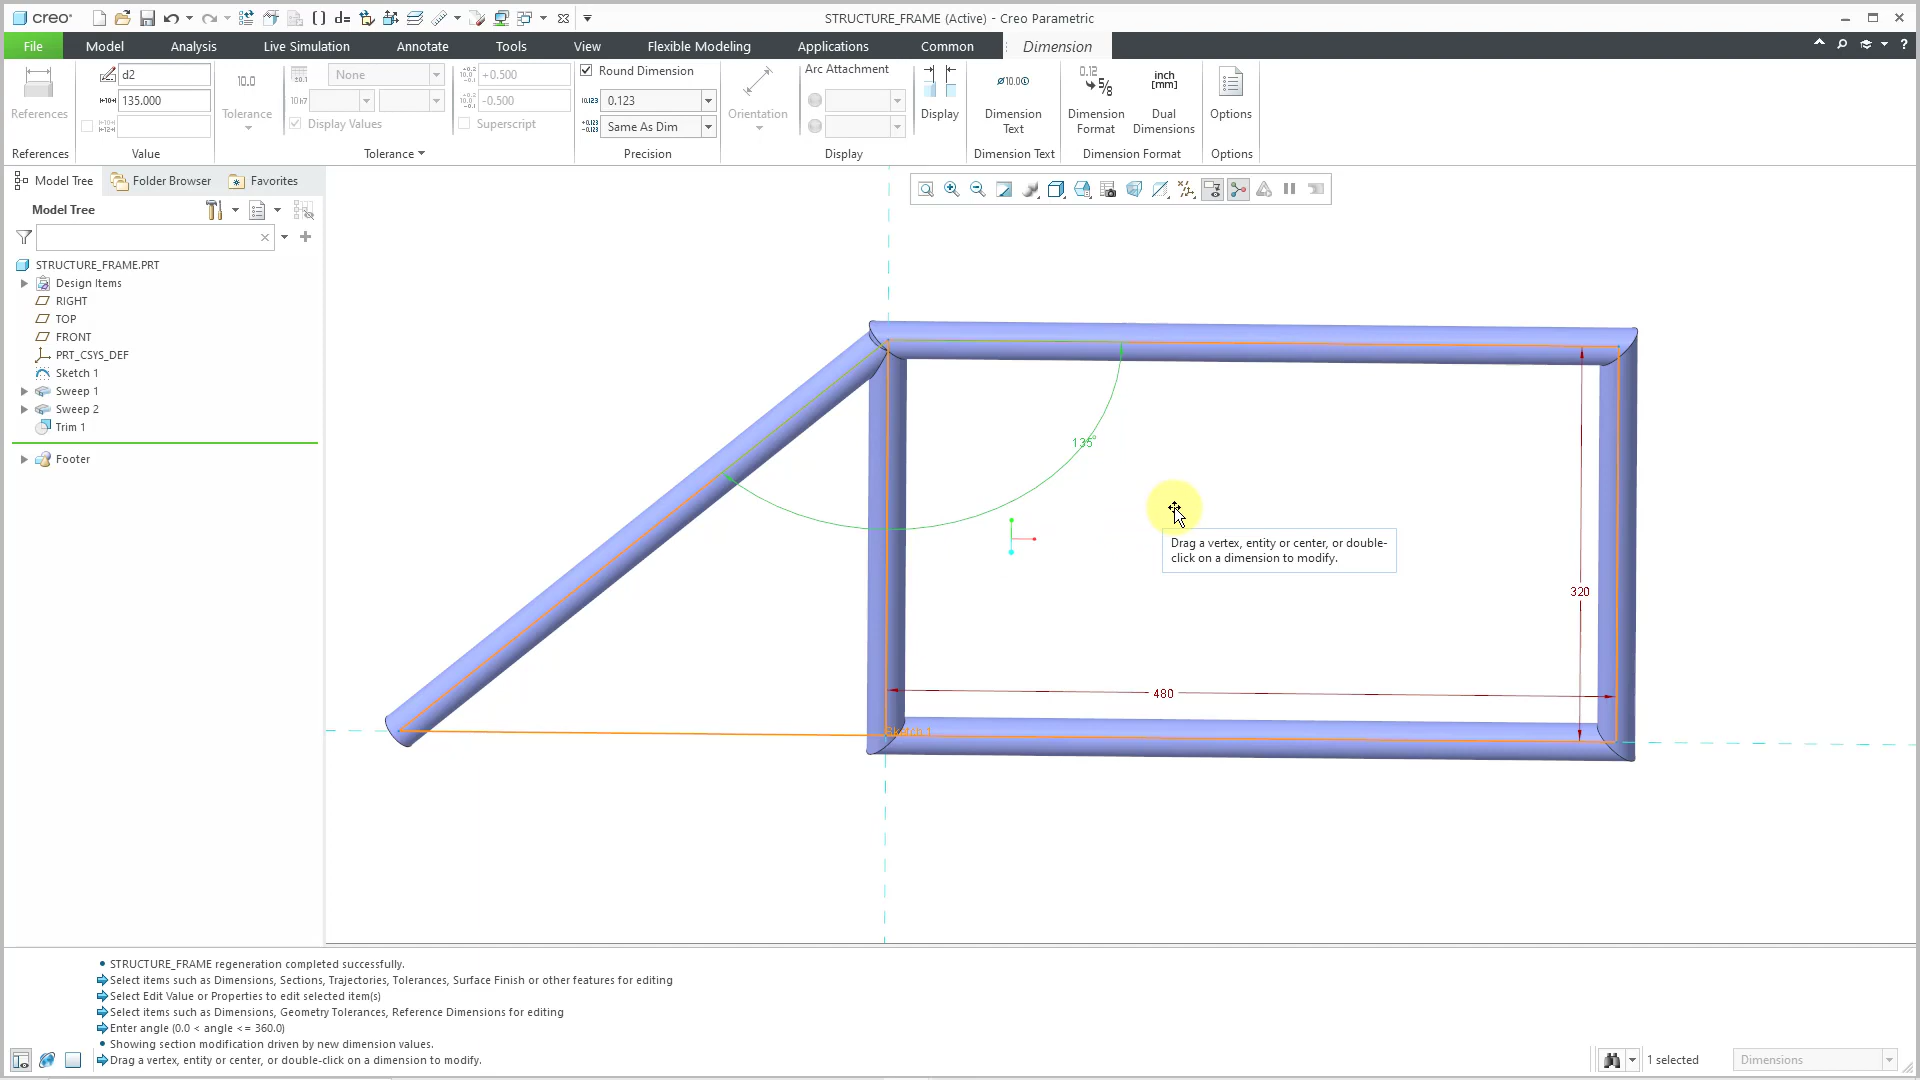 creo® d= STRUCTURE_FRAME (Active) - Creo Parametric
File Model Analysis Live Simulation Annotate Tools View Flexible Modeling Applications Common Dimension
d2 10.0 None +0.500 Round Dimension Arc Attachment inch [mm]
135.000 -0.500 0.123
References Tolerance Display Values Superscript Same As Dim Orientation Display Dimension Text Dimension Format Dual Dimensions Options
References Value Tolerance Precision Display Dimension Text Dimension Format Options
Model Tree Folder Browser Favorites
Model Tree
STRUCTURE_FRAME.PRT
Design Items
RIGHT
TOP
FRONT
PRT_CSYS_DEF
Sketch 1
Sweep 1
Sweep 2
Trim 1
Footer
135°
Drag a vertex, entity or center, or double-
click on a dimension to modify.
320
480
Sketch 1
STRUCTURE_FRAME regeneration completed successfully.
Select items such as Dimensions, Sections, Trajectories, Tolerances, Surface Finish or other features for editing
Select Edit Value or Properties to edit selected item(s)
Select items such as Dimensions, Geometry Tolerances, Reference Dimensions for editing
Enter angle (0.0 < angle <= 360.0)
Showing section modification driven by new dimension values.
Drag a vertex, entity or center, or double-click on a dimension to modify.
1 selected Dimensions